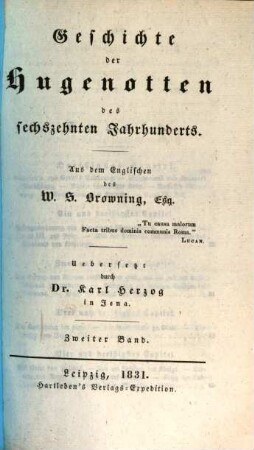 Geschichte
der
Hugenotten
des
sechszehnten Jahrhunderts.
Aus dem Englischen
des
W. S. Browning, Esq.
„Tu causa malorum
Facta tribus dominis communis Roma.“
Lucan.
Uebersetzt
durch
Dr. Karl Herzog
in Jena.
Zweiter Band.
Leipzig, 1831.
Hartleben's Verlags-Expedition.